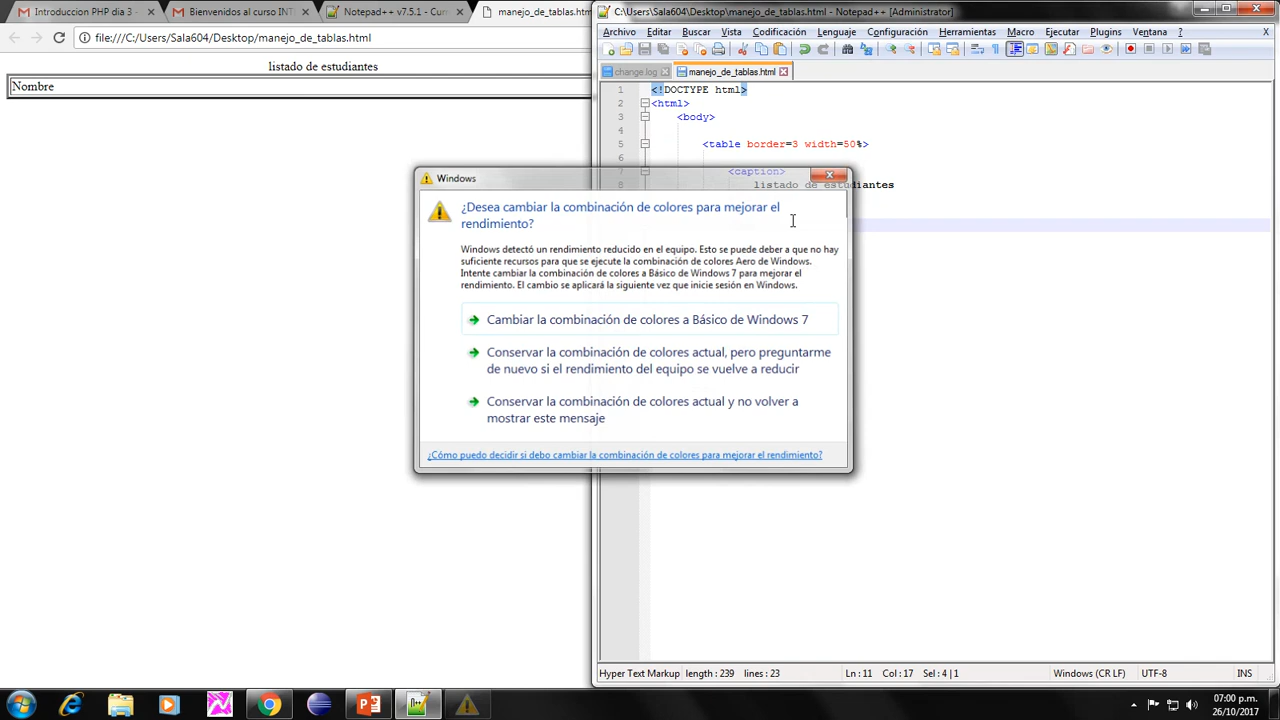 Introduccion PHP dia 3 -
Bienvenidos al curso INT
Notepad++ v7.5.1 - Curr
manejo_de_tablas.htm
file:///C:/Users/Sala604/Desktop/manejo_de_tablas.html
listado de estudiantes
Nombre
C:\Users\Sala604\Desktop\manejo_de_tablas.html - Notepad++ [Administrator]
Archivo Editar Buscar Vista Codificación Lenguaje Configuración Herramientas Macro Ejecutar Plugins Ventana ? X
change.log manejo_de_tablas.html
1 <!DOCTYPE html>
2 <html>
3 <body>
4
5 <table border=3 width=50%>
6
7 <caption>
8 listado de estudiantes
Windows
¿Desea cambiar la combinación de colores para mejorar el
rendimiento?
Windows detectó un rendimiento reducido en el equipo. Esto se puede deber a que no hay
suficiente recursos para que se ejecute la combinación de colores Aero de Windows.
Intente cambiar la combinación de colores a Básico de Windows 7 para mejorar el
rendimiento. El cambio se aplicará la siguiente vez que inicie sesión en Windows.
Cambiar la combinación de colores a Básico de Windows 7
Conservar la combinación de colores actual, pero preguntarme
de nuevo si el rendimiento del equipo se vuelve a reducir
Conservar la combinación de colores actual y no volver a
mostrar este mensaje
¿Cómo puedo decidir si debo cambiar la combinación de colores para mejorar el rendimiento?
Hyper Text Markup length : 239 lines : 23 Ln : 11 Col : 17 Sel : 4 | 1 Windows (CR LF) UTF-8 INS
07:00 p.m.
26/10/2017